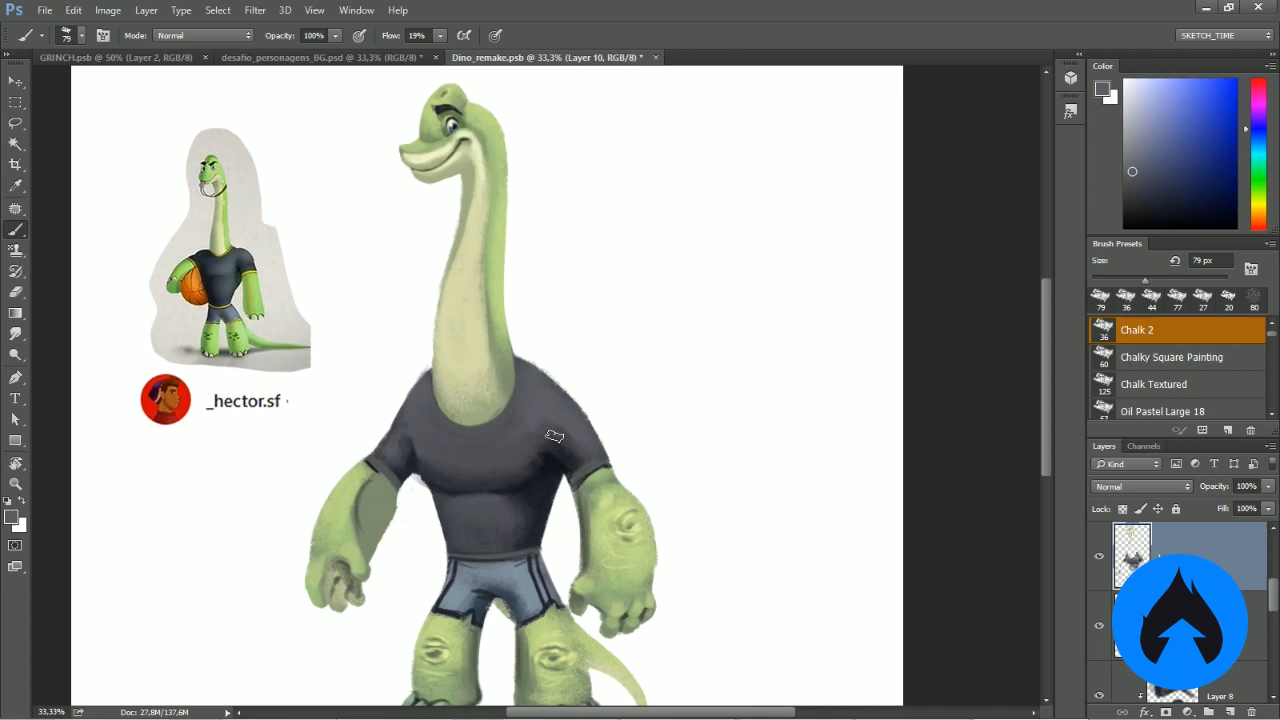 Ps File Edit Image Layer Type Select Filter 3D View Window Help
79 Mode: Normal Opacity: 100% Flow: 19% SKETCH_TIME
GRINCH.psb @ 50% (Layer 2, RGB/8) × desafio_personagens_BG.psd @ 33,3% (RGB/8) * × Dino_remake.psb @ 33,3% (Layer 10, RGB/8) * ×
Color
Brush Presets
Size: 79 px
79 36 44 77 27 20 80
Chalk 2
36
Chalky Square Painting
60
Chalk Textured
125
Oil Pastel Large 18
_hector.sf
Layers Channels
Kind
Normal Opacity: 100%
Lock: Fill: 100%
Layer 8
33,33% Doc: 27,8M/137,6M